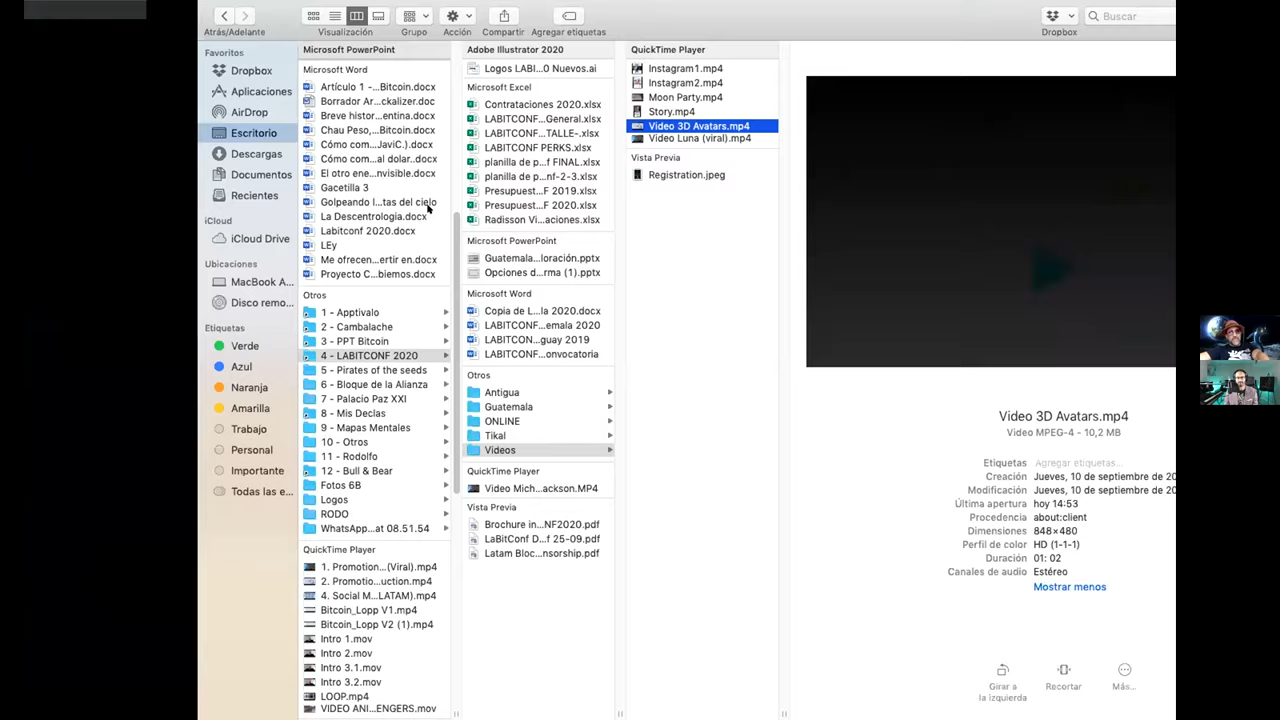 Atrás/Adelante
Visualización
Grupo
Acción
Compartir
Agregar etiquetas
Dropbox
Buscar
Favoritos
Dropbox
Aplicaciones
AirDrop
Escritorio
Descargas
Documentos
Recientes
iCloud
iCloud Drive
Ubicaciones
MacBook A...
Disco remo...
Etiquetas
Verde
Azul
Naranja
Amarilla
Trabajo
Personal
Importante
Todas las e...
Microsoft PowerPoint
Microsoft Word
Artículo 1 -...Bitcoin.docx
Borrador Ar...ckalizer.doc
Breve histor...entina.docx
Chau Peso,...Bitcoin.docx
Cómo com...JaviC.).docx
Cómo com...al dolar..docx
El otro ene...nvisible.docx
Gacetilla 3
Golpeando l...tas del cielo
La Descentrologia.docx
Labitconf 2020.docx
LEy
Me ofrecen...ertir en.docx
Proyecto C...biemos.docx
Otros
1 - Apptivalo
2 - Cambalache
3 - PPT Bitcoin
4 - LABITCONF 2020
5 - Pirates of the seeds
6 - Bloque de la Alianza
7 - Palacio Paz XXI
8 - Mis Declas
9 - Mapas Mentales
10 - Otros
11 - Rodolfo
12 - Bull & Bear
Fotos 6B
Logos
RODO
WhatsApp...at 08.51.54
QuickTime Player
1. Promotion...(Viral).mp4
2. Promotio...uction.mp4
4. Social M...LATAM).mp4
Bitcoin_Lopp V1.mp4
Bitcoin_Lopp V2 (1).mp4
Intro 1.mov
Intro 2.mov
Intro 3.1.mov
Intro 3.2.mov
LOOP.mp4
VIDEO ANI...ENGERS.mov
Adobe Illustrator 2020
Logos LABI...0 Nuevos.ai
Microsoft Excel
Contrataciones 2020.xlsx
LABITCONF...General.xlsx
LABITCONF...TALLE-.xlsx
LABITCONF PERKS.xlsx
planilla de p...f FINAL.xlsx
planilla de p...nf-2-3.xlsx
Presupuest...F 2019.xlsx
Presupuest...F 2020.xlsx
Radisson Vi...aciones.xlsx
Microsoft PowerPoint
Guatemala...loración.pptx
Opciones d...rma (1).pptx
Microsoft Word
Copia de L...la 2020.docx
LABITCONF...emala 2020
LABITCONF...guay 2019
LABITCONF...onvocatoria
Otros
Antigua
Guatemala
ONLINE
Tikal
Videos
QuickTime Player
Video Mich...ackson.MP4
Vista Previa
Brochure in...NF2020.pdf
LaBitConf D...f 25-09.pdf
Latam Bloc...nsorship.pdf
QuickTime Player
Instagram1.mp4
Instagram2.mp4
Moon Party.mp4
Story.mp4
Video 3D Avatars.mp4
Video Luna (viral).mp4
Vista Previa
Registration.jpeg
Video 3D Avatars.mp4
Video MPEG-4 - 10,2 MB
Etiquetas Agregar etiquetas...
Creación Jueves, 10 de septiembre de 20
Modificación Jueves, 10 de septiembre de 20
Última apertura hoy 14:53
Procedencia about:client
Dimensiones 848×480
Perfil de color HD (1-1-1)
Duración 01: 02
Canales de audio Estéreo
Mostrar menos
Girar a
la izquierda
Recortar
Más...